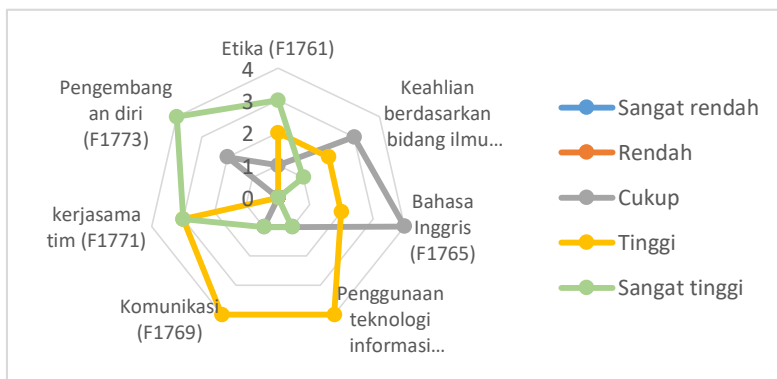 Etika (F1761)
4
3
2
1
0
Keahlian
berdasarkan
bidang ilmu...
Bahasa
Inggris
(F1765)
Penggunaan
teknologi
informasi...
Komunikasi
(F1769)
kerjasama
tim (F1771)
Pengembang
an diri
(F1773)
Sangat rendah
Rendah
Cukup
Tinggi
Sangat tinggi